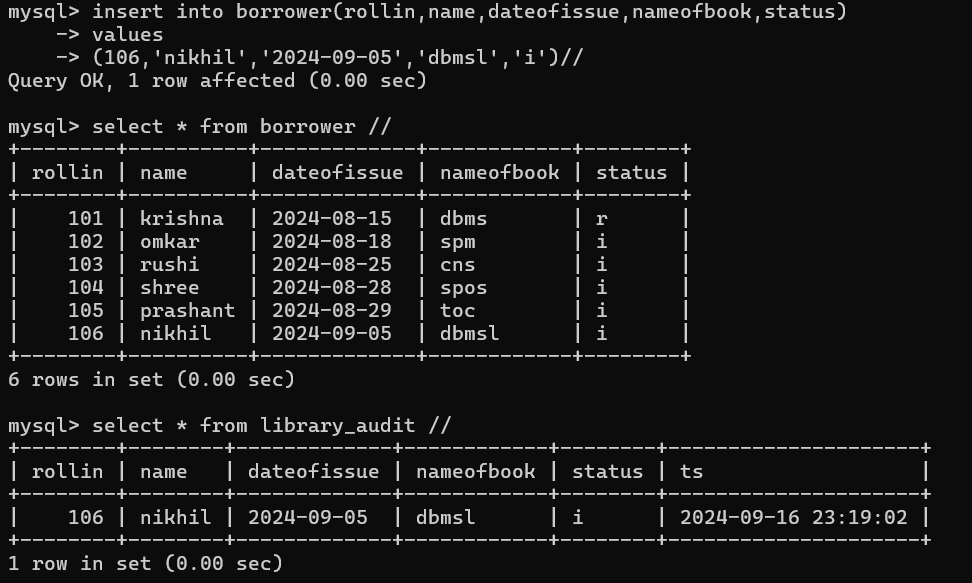 mysql> insert into borrower(rollin,name,dateofissue,nameofbook,status)
    -> values
    -> (106,'nikhil','2024-09-05','dbmsl','i')//
Query OK, 1 row affected (0.00 sec)

mysql> select * from borrower //
+--------+----------+-------------+------------+--------+
| rollin | name     | dateofissue | nameofbook | status |
+--------+----------+-------------+------------+--------+
|    101 | krishna  | 2024-08-15  | dbms       | r      |
|    102 | omkar    | 2024-08-18  | spm        | i      |
|    103 | rushi    | 2024-08-25  | cns        | i      |
|    104 | shree    | 2024-08-28  | spos       | i      |
|    105 | prashant | 2024-08-29  | toc        | i      |
|    106 | nikhil   | 2024-09-05  | dbmsl      | i      |
+--------+----------+-------------+------------+--------+
6 rows in set (0.00 sec)

mysql> select * from library_audit //
+--------+--------+-------------+------------+--------+---------------------+
| rollin | name   | dateofissue | nameofbook | status | ts                  |
+--------+--------+-------------+------------+--------+---------------------+
|    106 | nikhil | 2024-09-05  | dbmsl      | i      | 2024-09-16 23:19:02 |
+--------+--------+-------------+------------+--------+---------------------+
1 row in set (0.00 sec)